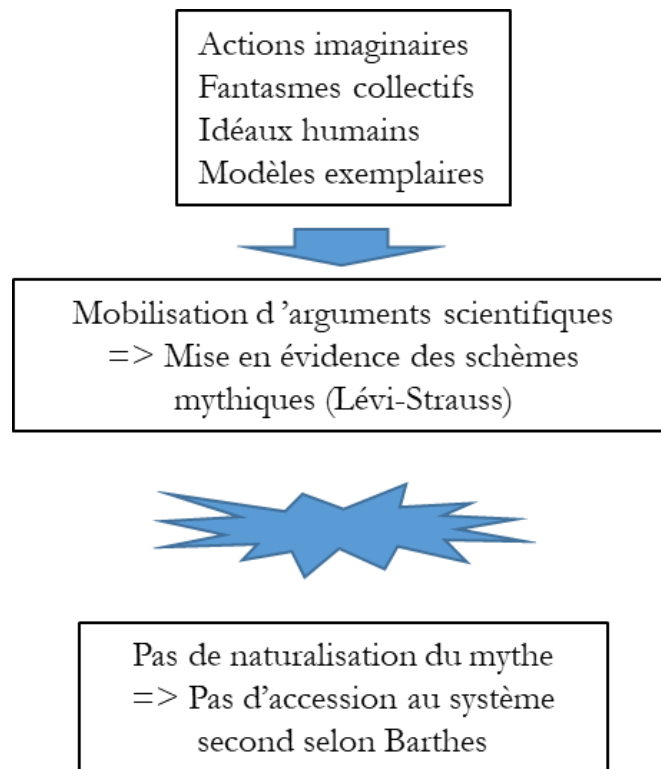 Actions imaginaires
Fantasmes collectifs
Idéaux humains
Modèles exemplaires
Mobilisation d ’arguments scientifiques
=> Mise en évidence des schèmes
mythiques (Lévi-Strauss)
Pas de naturalisation du mythe
=> Pas d’accession au système
second selon Barthes